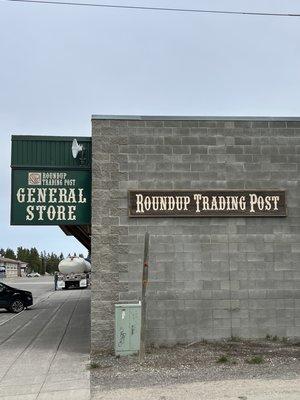 ROUNDUP
TRADING POST
GENERAL
STORE
ROUNDUP TRADING POST